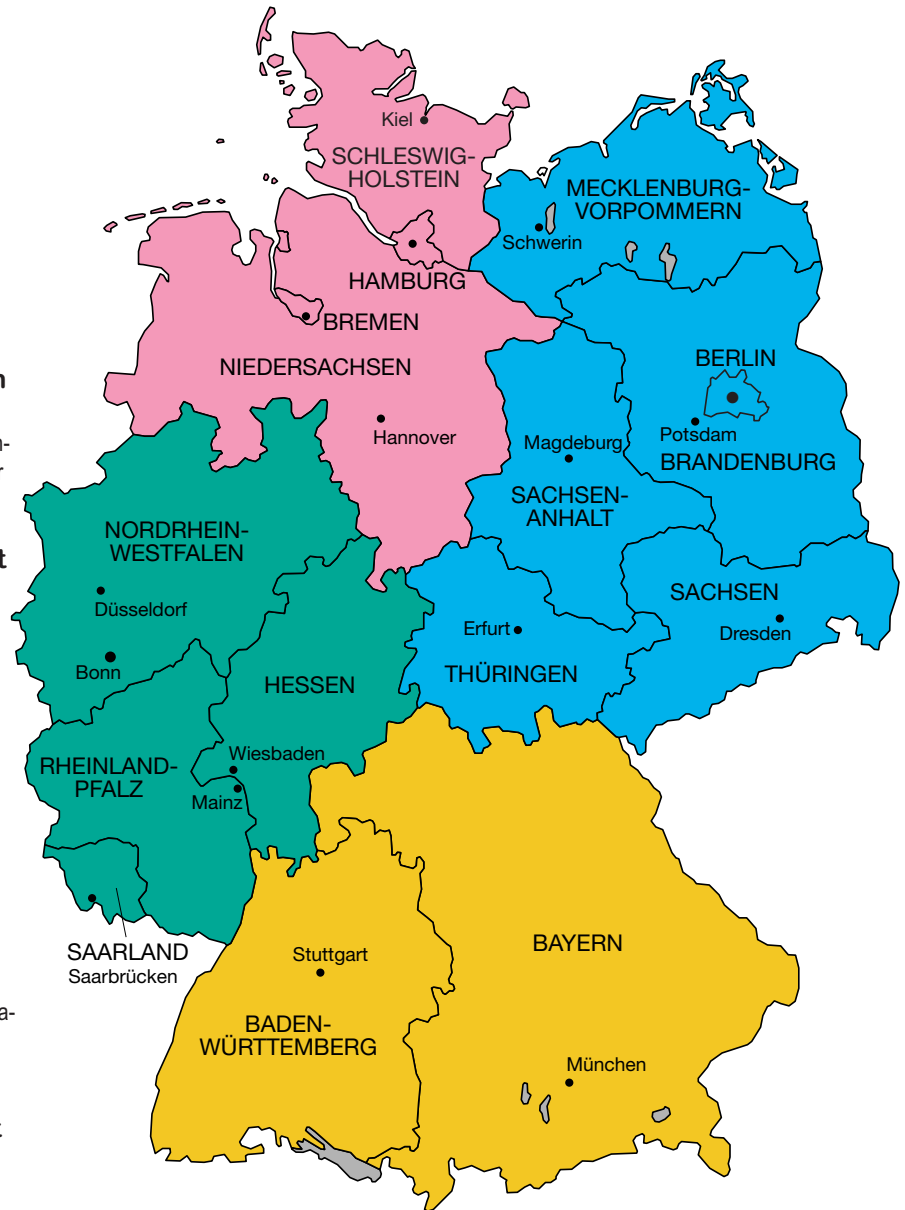 Kiel
SCHLESWIG-
HOLSTEIN
MECKLENBURG-
VORPOMMERN
Schwerin
HAMBURG
BREMEN
NIEDERSACHSEN
BERLIN
n
Hannover
Potsdam
n-
Magdeburg
BRANDENBURG
r
SACHSEN-
ANHALT
NORDRHEIN-
WESTFALEN
t
SACHSEN
Düsseldorf
Erfurt
Dresden
Bonn
HESSEN
THÜRINGEN
Wiesbaden
RHEINLAND-
PFALZ
Mainz
BAYERN
SAARLAND
Saarbrücken
Stuttgart
a-
BADEN-
WÜRTTEMBERG
München